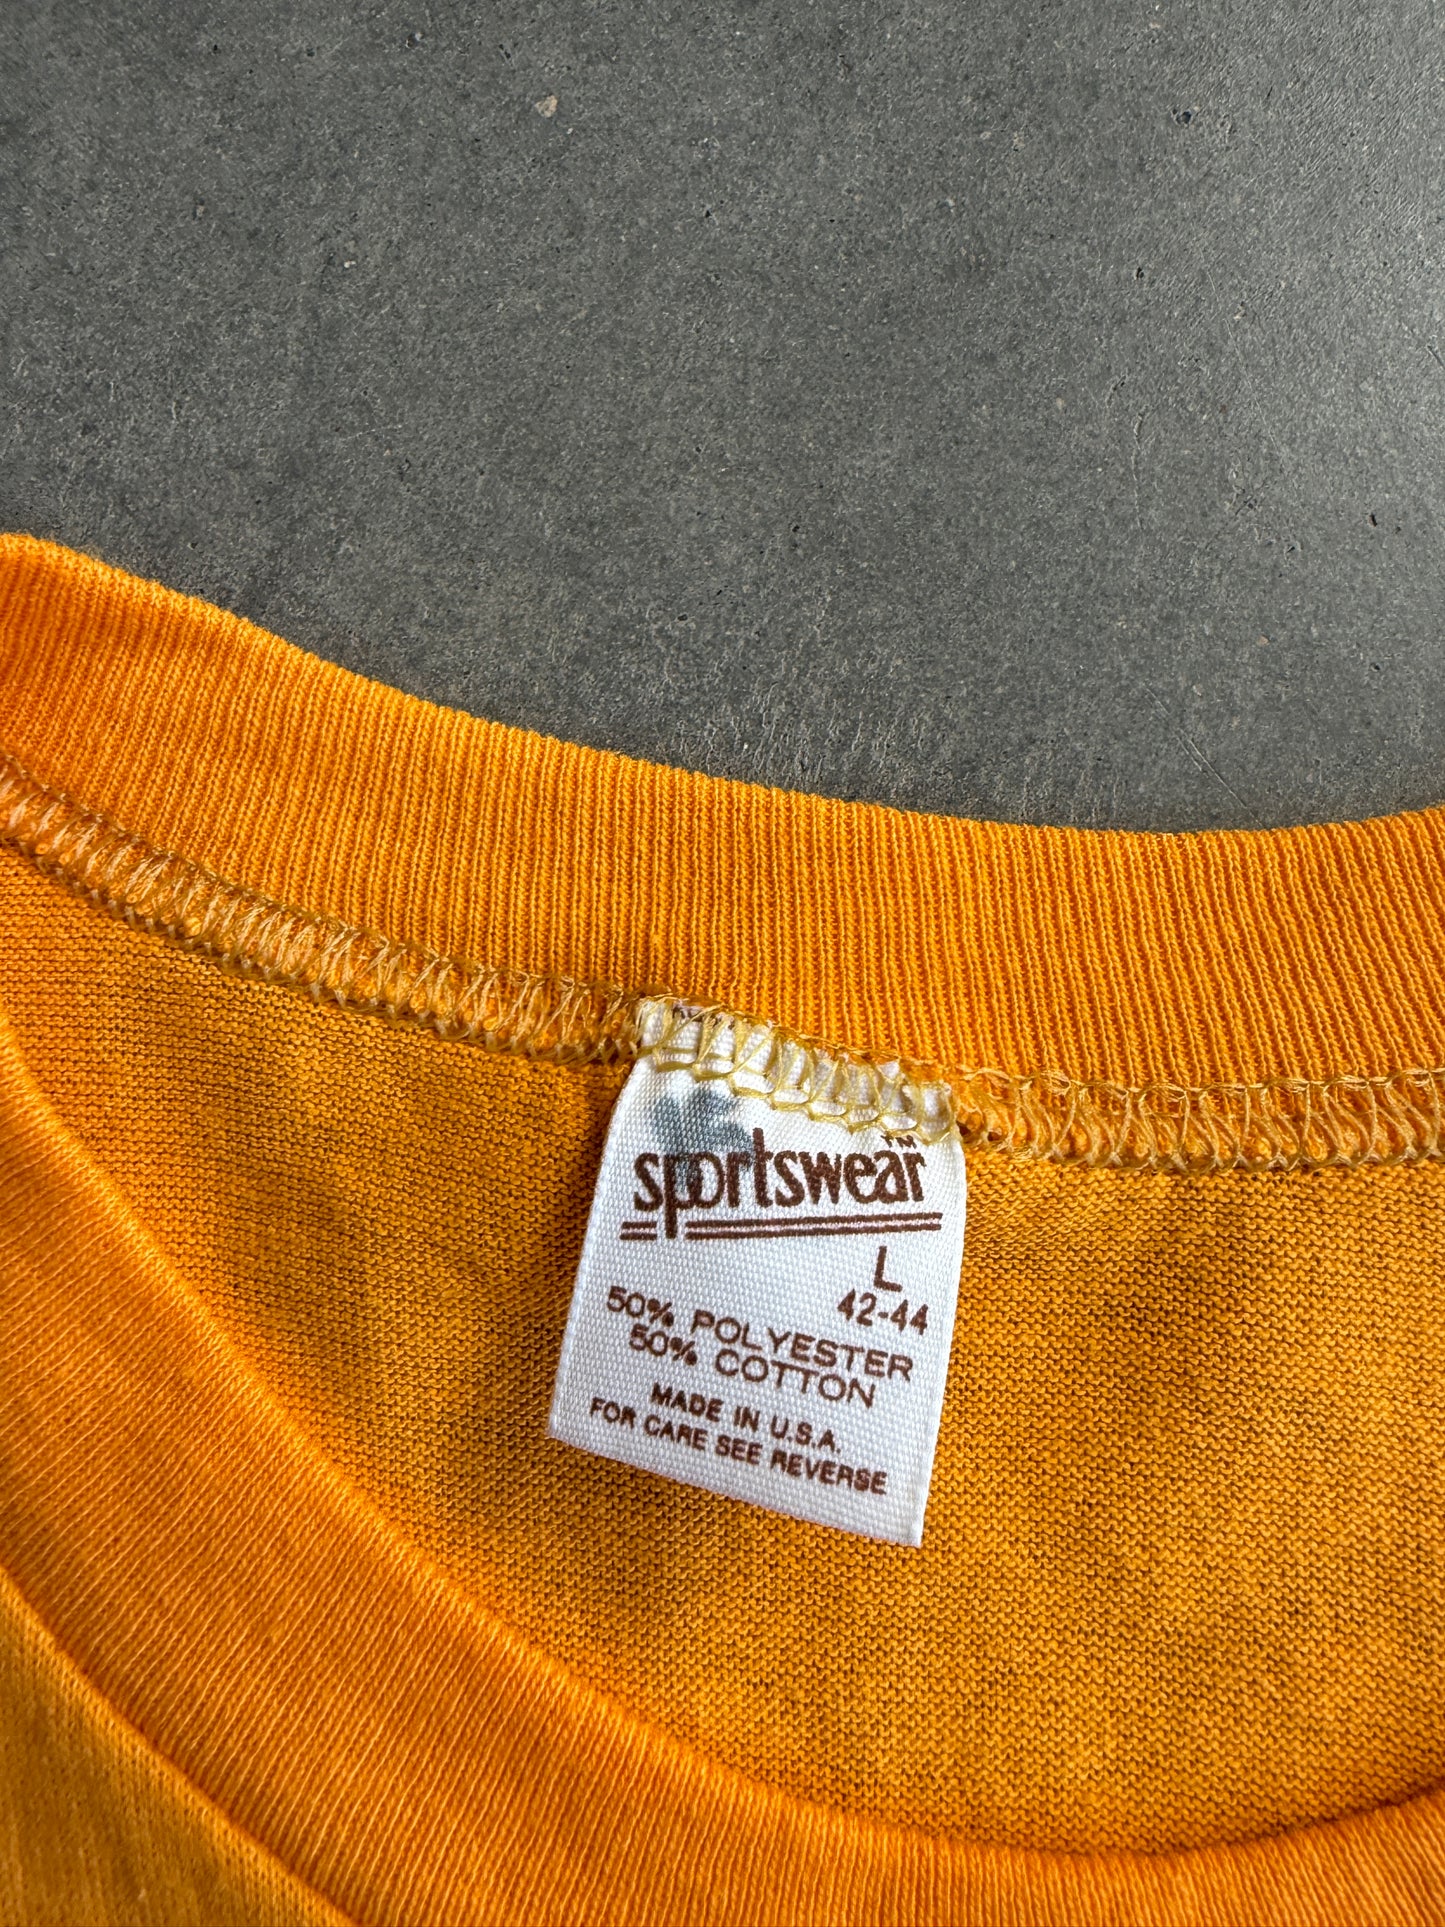 sportswear™
L
42-44
50% POLYESTER
50% COTTON
MADE IN U.S.A.
FOR CARE SEE REVERSE